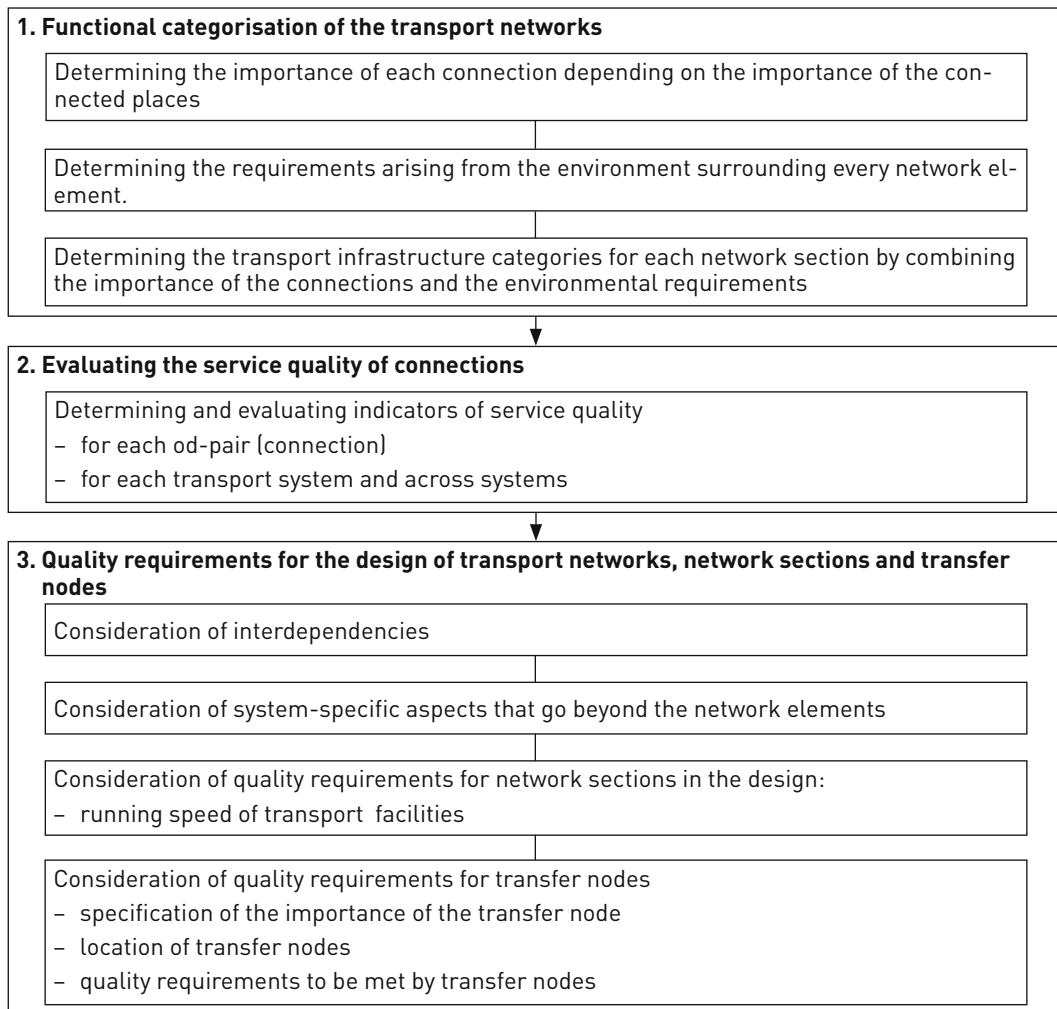 1. Functional categorisation of the transport networks
Determining the importance of each connection depending on the importance of the con-
nected places
Determining the requirements arising from the environment surrounding every network el-
ement.
Determining the transport infrastructure categories for each network section by combining
the importance of the connections and the environmental requirements
2. Evaluating the service quality of connections
Determining and evaluating indicators of service quality
– for each od-pair (connection)
– for each transport system and across systems
3. Quality requirements for the design of transport networks, network sections and transfer
nodes
Consideration of interdependencies
Consideration of system-specific aspects that go beyond the network elements
Consideration of quality requirements for network sections in the design:
– running speed of transport facilities
Consideration of quality requirements for transfer nodes
– specification of the importance of the transfer node
– location of transfer nodes
– quality requirements to be met by transfer nodes